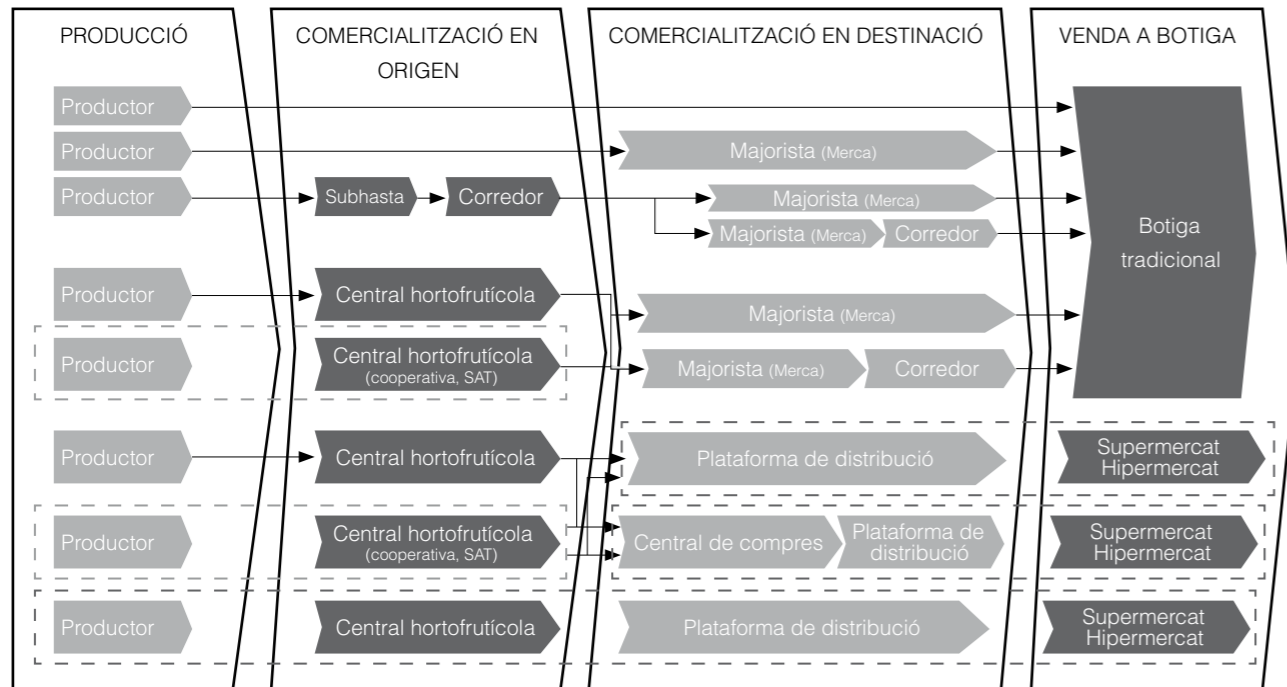 PRODUCCIÓ
COMERCIALITZACIÓ EN
ORIGEN
COMERCIALITZACIÓ EN DESTINACIÓ
VENDA A BOTIGA
Productor
Productor
Majorista (Merca)
Productor
Subhasta
Corredor
Majorista (Merca)
Majorista (Merca)
Corredor
Botiga
tradicional
Productor
Central hortofrutícola
Majorista (Merca)
Productor
Central hortofrutícola
(cooperativa, SAT)
Majorista (Merca)
Corredor
Productor
Central hortofrutícola
Plataforma de distribució
Supermercat
Hipermercat
Productor
Central hortofrutícola
(cooperativa, SAT)
Central de compres
Plataforma de
distribució
Supermercat
Hipermercat
Productor
Central hortofrutícola
Plataforma de distribució
Supermercat
Hipermercat